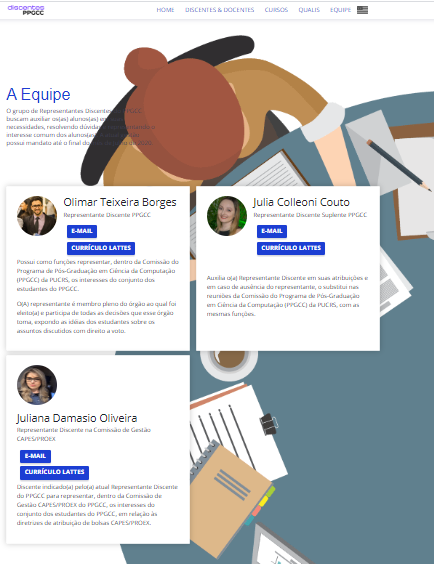 discentes
PPGCC
HOME DISCENTES & DOCENTES CURSOS QUALIS EQUIPE
A Equipe
O grupo de Representantes Discentes do PPGCC
buscam auxiliar os(as) alunos(as) em suas
necessidades, resolvendo dúvidas
interesse comum dos alunos(as).
possui mandato até o final do
Olimar Teixeira Borges
Representante Discente PPGCC
E-MAIL
CURRÍCULO LATTES
Possui como funções representar, dentro da Comissão do
Programa de Pós-Graduação em Ciência da Computação
(PPGCC) da PUCRS, os interesses do conjunto dos
estudantes do PPGCC.
O(A) representante é membro pleno do órgão ao qual foi
eleito(a) e participa de todas as decisões que esse órgão
toma, expondo as idéias dos estudantes sobre os
assuntos discutidos com direito a voto.
Julia Colleoni Couto
Representante Discente Suplente PPGCC
E-MAIL
CURRÍCULO LATTES
Auxilia o(a) Representante Discente em suas atribuições e
em caso de ausência do representante, o substitui nas
reuniões da Comissão do Programa de Pós-Graduação
em Ciência da Computação (PPGCC) da PUCRS, com as
mesmas funções.
Juliana Damasio Oliveira
Representante Discente na Comissão de Gestão
CAPES/PROEX
E-MAIL
CURRÍCULO LATTES
Discente indicado(a) pelo(a) atual Representante Discente
do PPGCC para representar, dentro da Comissão de
Gestão CAPES/PROEX do PPGCC, os interesses do
conjunto dos estudantes do PPGCC, em relação às
diretrizes de atribuição de bolsas CAPES/PROEX.